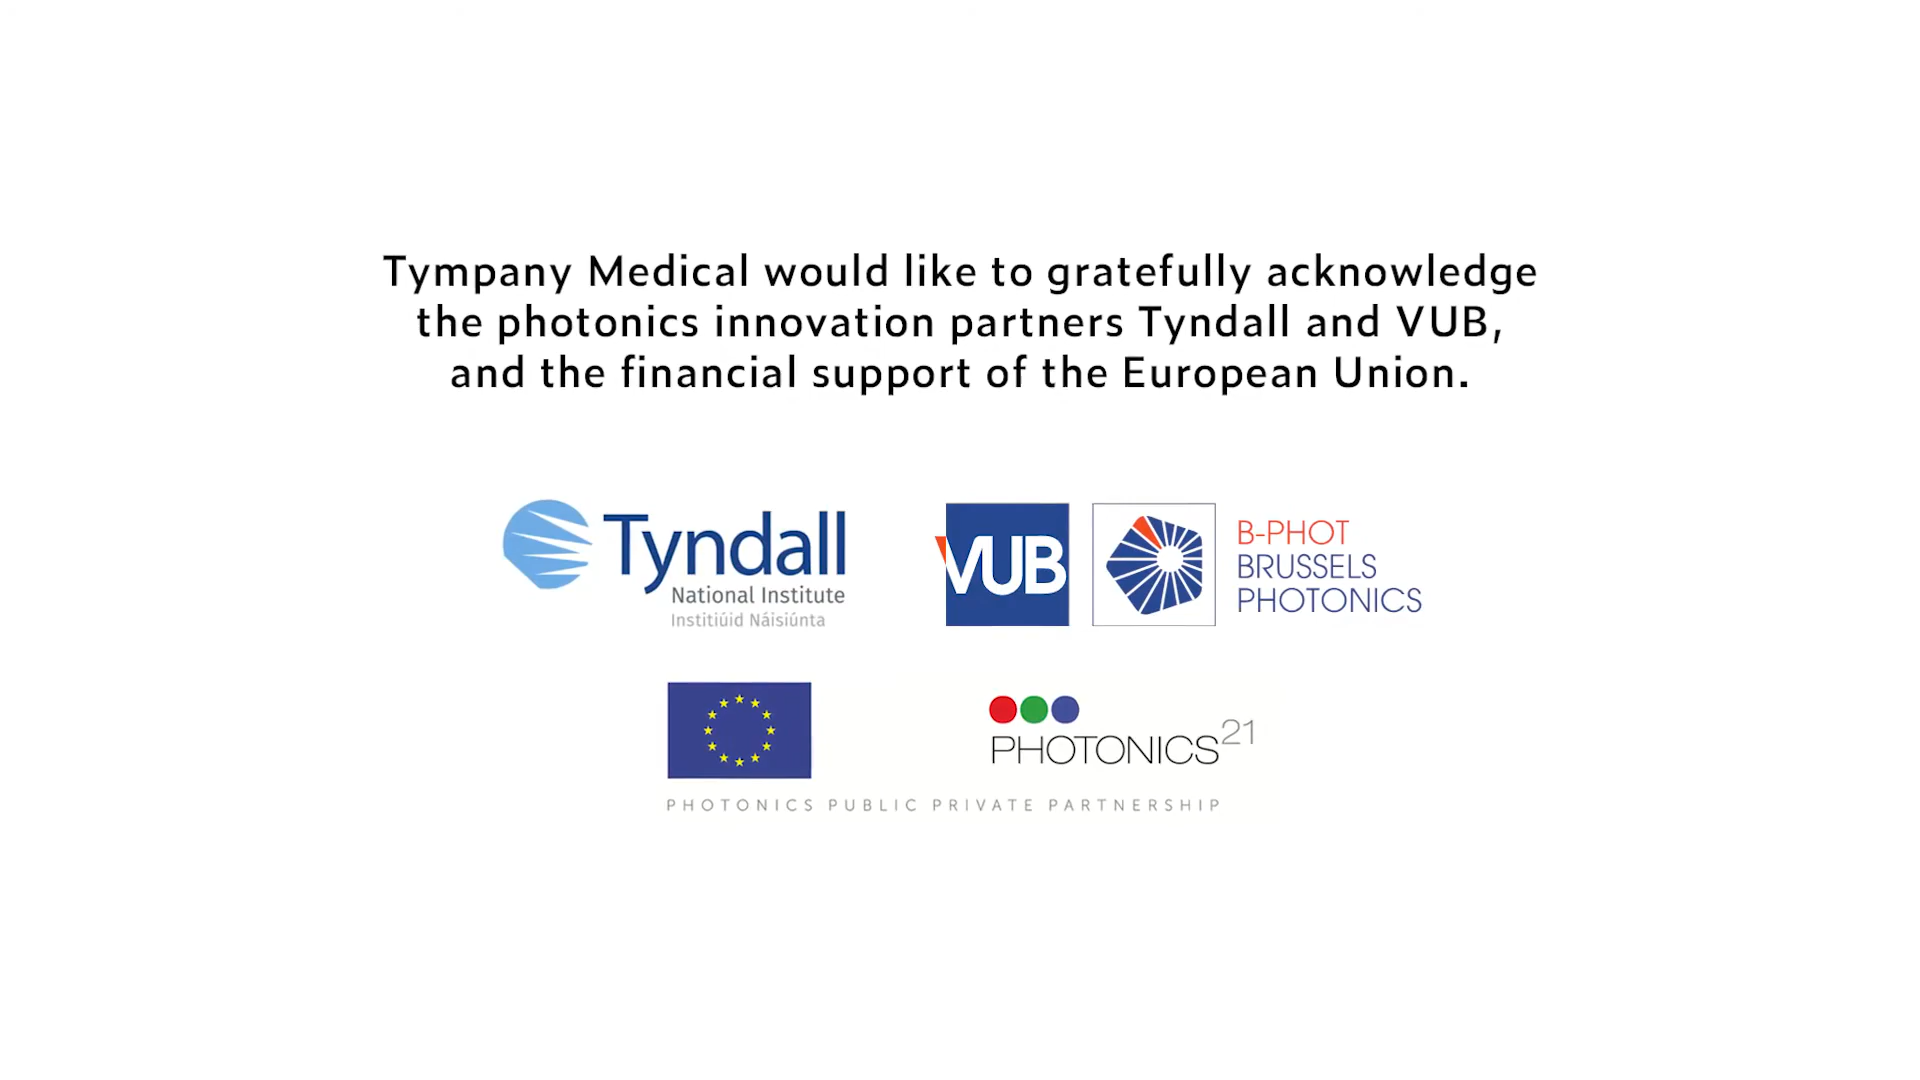 Tympany Medical would like to gratefully acknowledge
the photonics innovation partners Tyndall and VUB,
and the financial support of the European Union.
Tyndall
National Institute
Institiúid Náisiúnta
VUB
B-PHOT
BRUSSELS
PHOTONICS
PHOTONICS21
PHOTONICS PUBLIC PRIVATE PARTNERSHIP